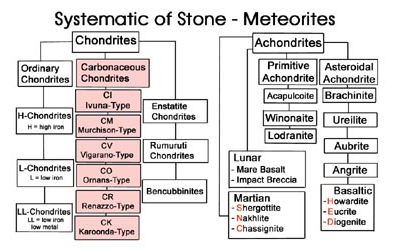 Systematic of Stone - Meteorites
Chondrites
Ordinary
Chondrites
H-Chondrites
H = high iron
L-Chondrites
L = low iron
LL-Chondrites
LL = low iron
low metal
Carbonaceous
Chondrites
CI
Ivuna-Type
CM
Murchison-Type
CV
Vigarano-Type
CO
Ornans-Type
CR
Renazzo-Type
CK
Karoonda-Type
Enstatite
Chondrites
Rumuruti
Chondrites
Bencubbinites
Achondrites
Primitive
Achondrite
Acapulcoite
Winonaite
Lodranite
Lunar
- Mare Basalt
- Impact Breccia
Martian
- Shergottite
- Nakhlite
- Chassignite
Asteroidal
Achondrite
Brachinite
Ureilite
Aubrite
Angrite
Basaltic
- Howardite
- Eucrite
- Diogenite